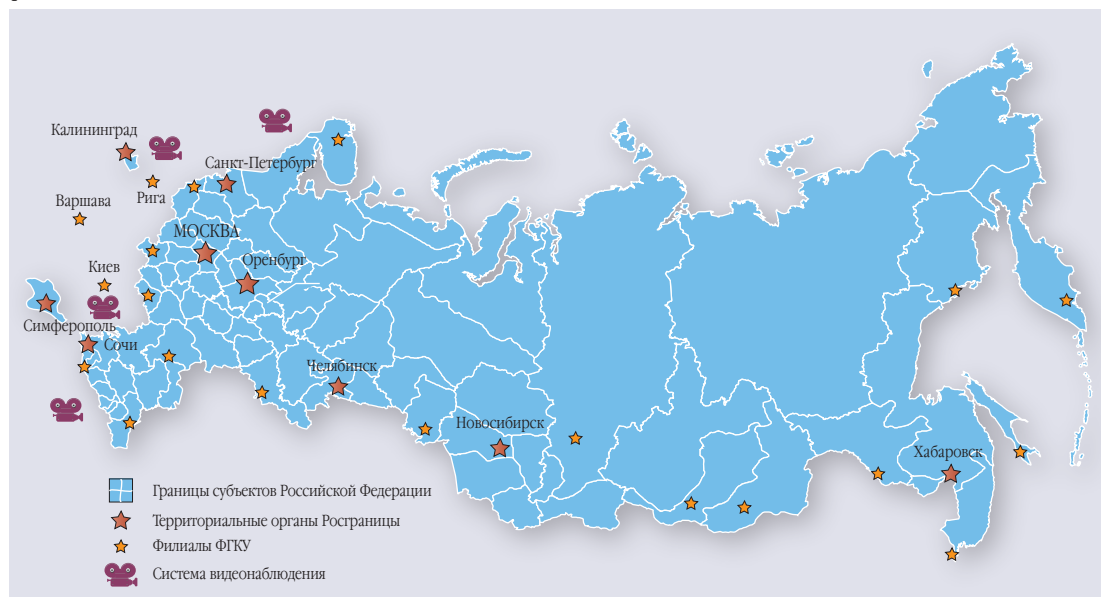 Калининград
Санкт-Петербург
Рига
Варшава
МОСКВА
Оренбург
Киев
Симферополь
Сочи
Челябинск
Новосибирск
Хабаровск
Границы субъектов Российской Федерации
Территориальные органы Росграницы
Филиалы ФГКУ
Система видеонаблюдения